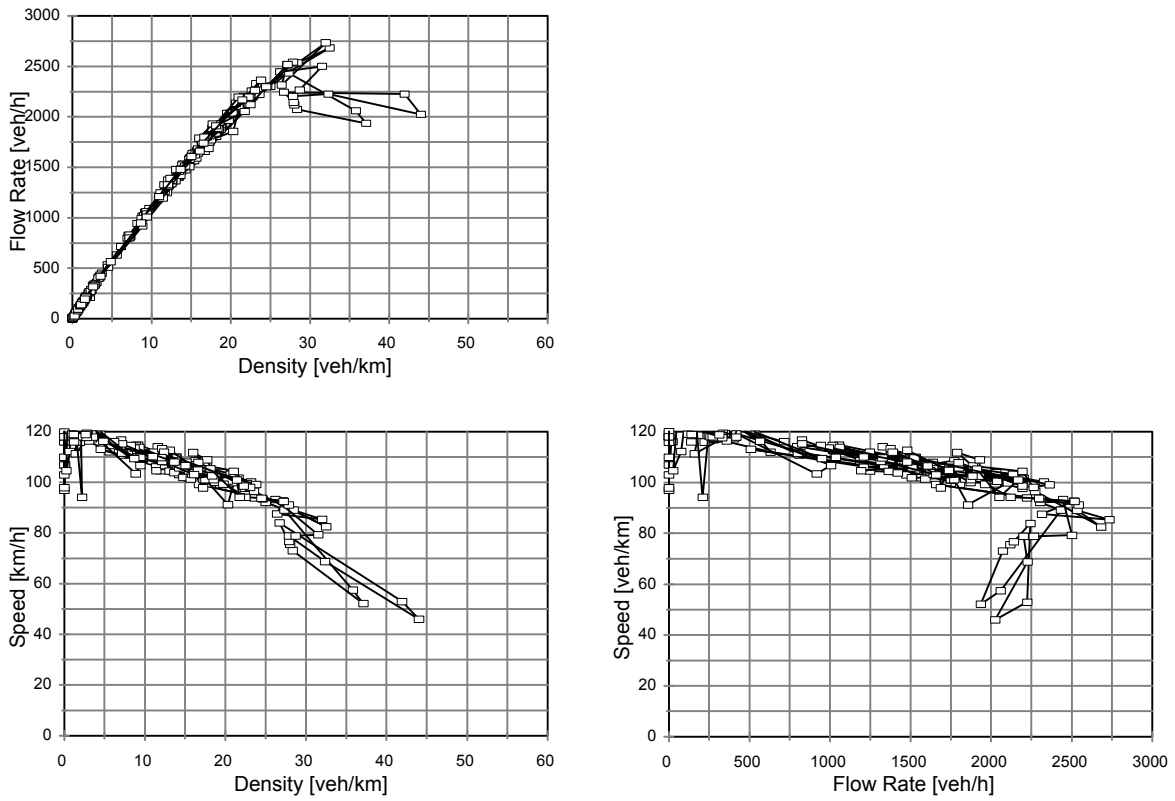 3000
2500
2000
1500
1000
500
0
Flow Rate [veh/h]
0 10 20 30 40 50 60
Density [veh/km]
120
100
80
60
40
20
0
Speed [km/h]
0 10 20 30 40 50 60
Density [veh/km]
120
100
80
60
40
20
0
Speed [veh/km]
0 500 1000 1500 2000 2500 3000
Flow Rate [veh/h]